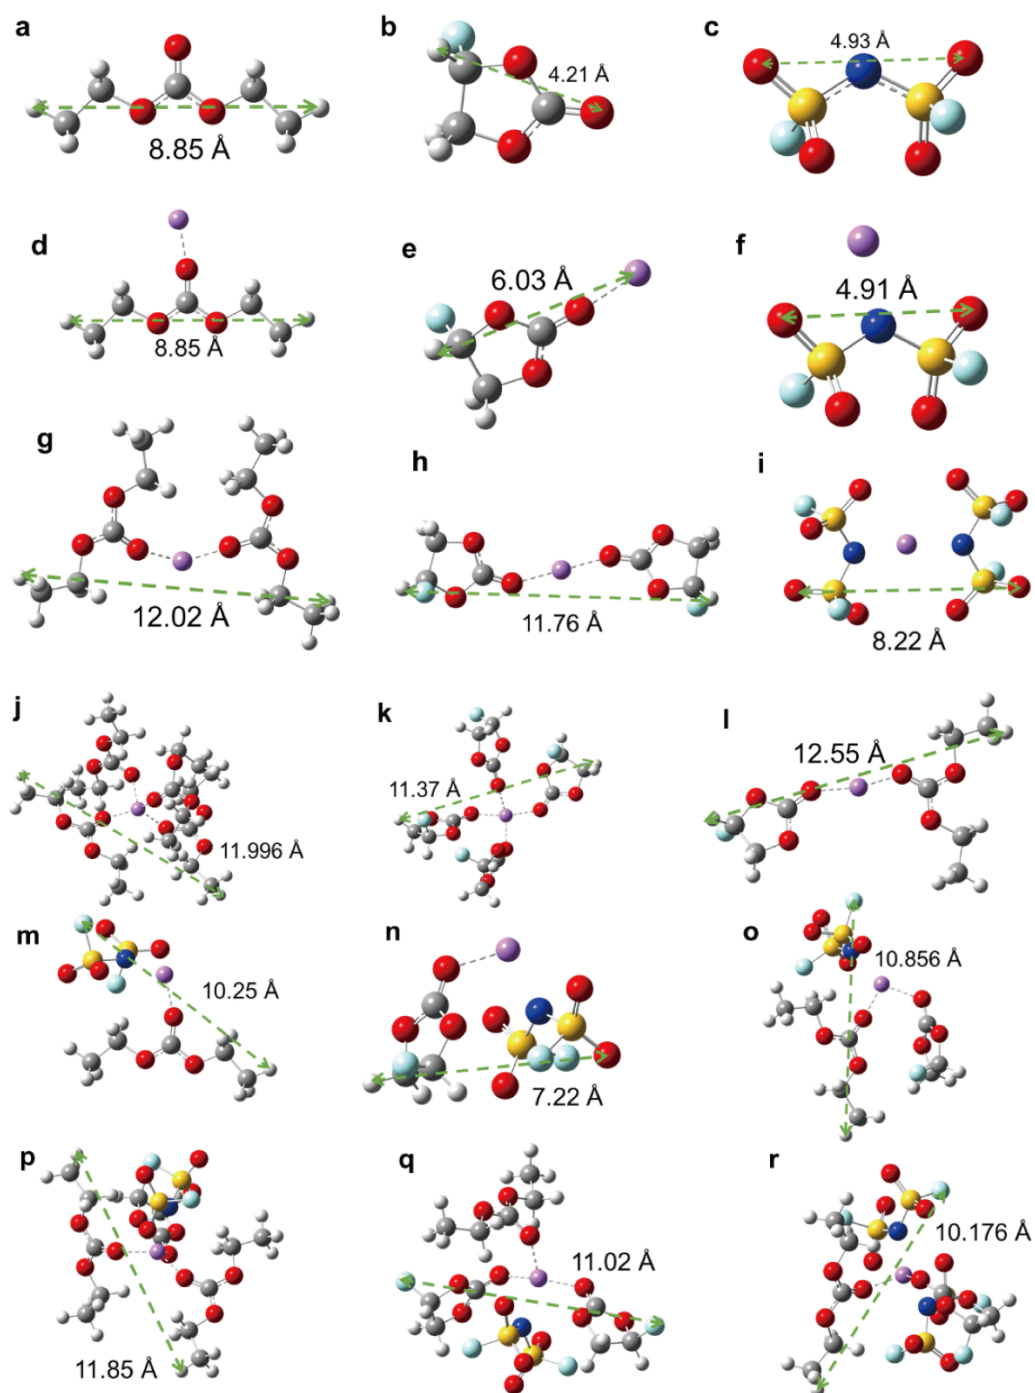 a
8.85 Å
b
4.21 Å
c
4.93 Å
d
8.85 Å
e
6.03 Å
f
4.91 Å
g
12.02 Å
h
11.76 Å
i
8.22 Å
j
11.996 Å
k
11.37 Å
l
12.55 Å
m
10.25 Å
n
7.22 Å
o
10.856 Å
p
11.85 Å
q
11.02 Å
r
10.176 Å